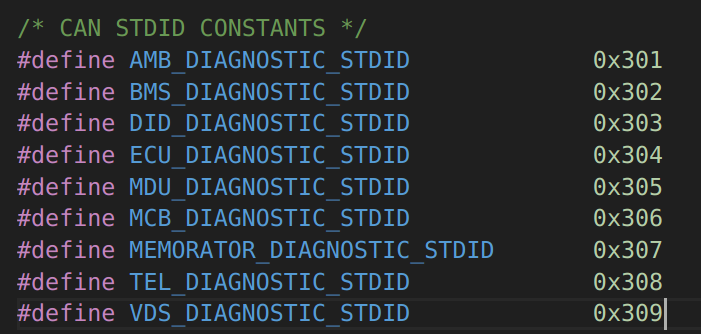 /* CAN STDID CONSTANTS */
#define AMB_DIAGNOSTIC_STDID 0x301
#define BMS_DIAGNOSTIC_STDID 0x302
#define DID_DIAGNOSTIC_STDID 0x303
#define ECU_DIAGNOSTIC_STDID 0x304
#define MDU_DIAGNOSTIC_STDID 0x305
#define MCB_DIAGNOSTIC_STDID 0x306
#define MEMORATOR_DIAGNOSTIC_STDID 0x307
#define TEL_DIAGNOSTIC_STDID 0x308
#define VDS_DIAGNOSTIC_STDID 0x309